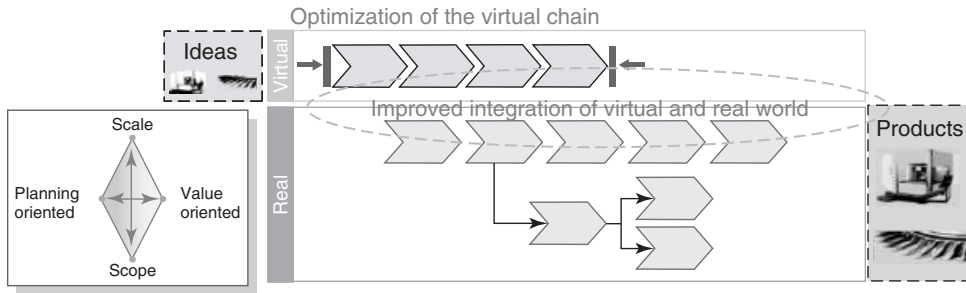 Optimization of the virtual chain
Ideas
Virtual
Improved integration of virtual and real world
Products
Real
Scale
Planning
oriented
Value
oriented
Scope